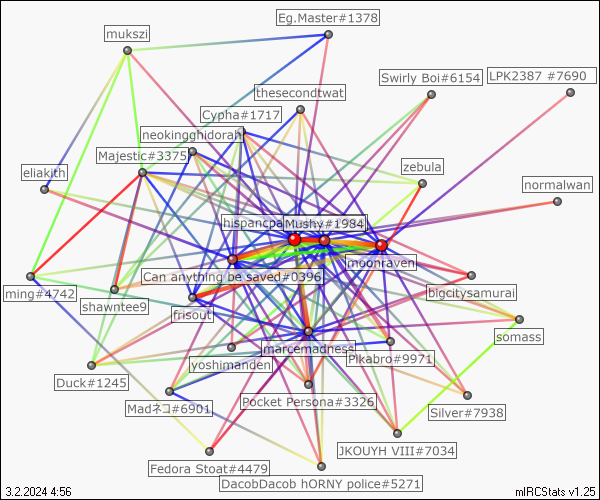 Eg.Master#1378
mukszi
Swirly Boi#6154
LPK2387 #7690
thesecondtwat
Cypha#1717
neokingghidorah
Majestic#3375
eliakith
zebula
normalwan
hispancpa
Mushy#1984
moonraven
Can anything be saved#0396
ming#4742
shawntee9
frisout
bigcitysamurai
somass
marcemadnese
yoshimanden
Pikabro#9971
Duck#1245
Madネコ#6901
Pocket Persona#3326
Silver#7938
JKOUYH VIII#7034
Fedora Stoat#4479
DacobDacob hORNY police#5271
3.2.2024 4:56
mIRCStats v1.25